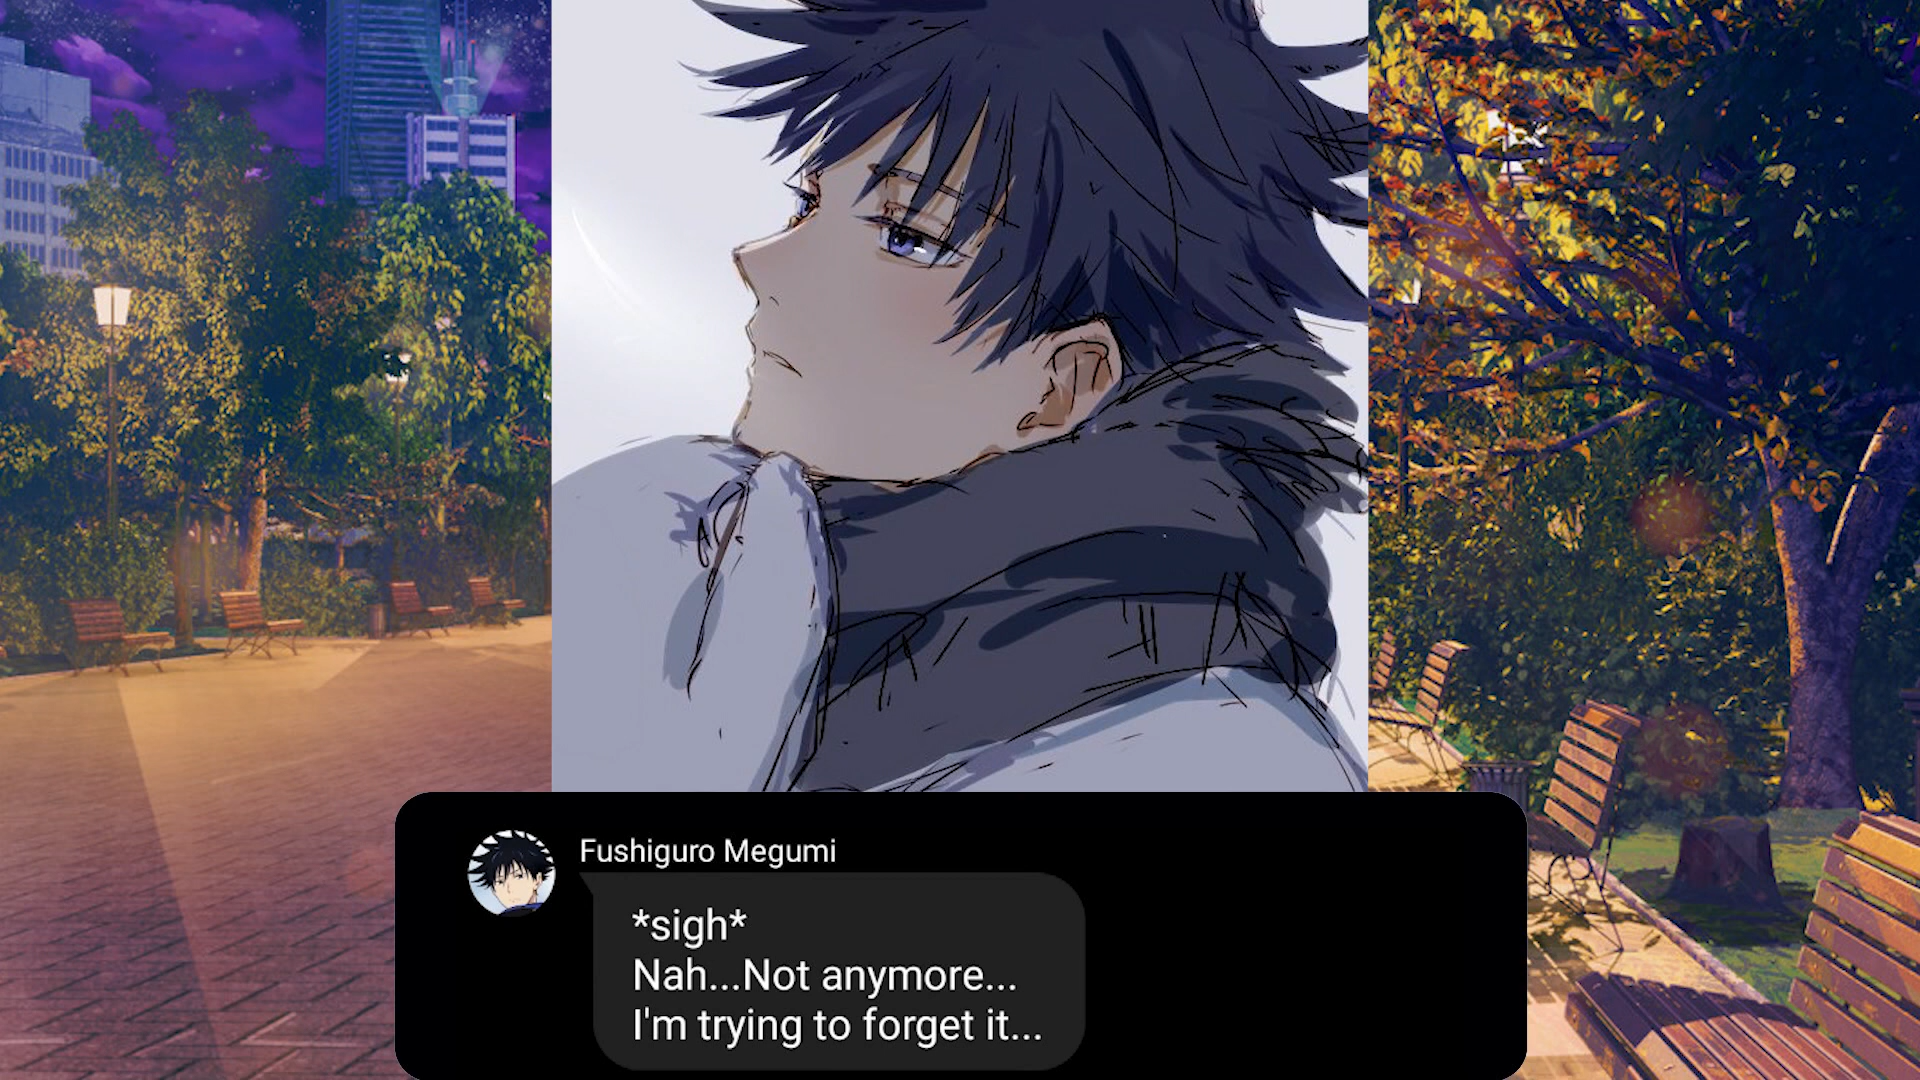 Fushiguro Megumi
*sigh*
Nah...Not anymore...
I'm trying to forget it...